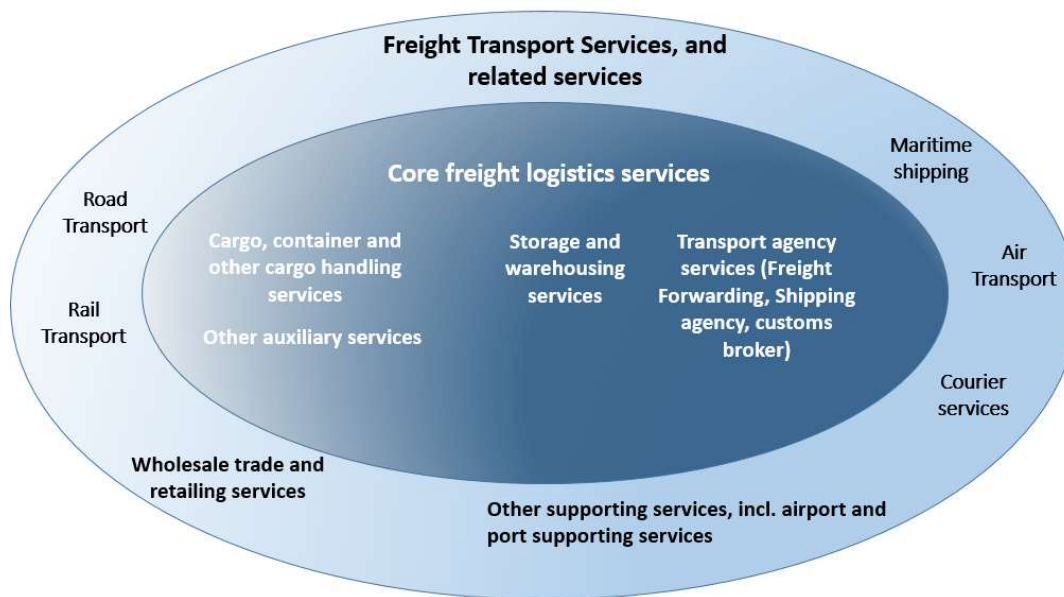 Freight Transport Services, and
related services
Core freight logistics services
Road
Transport
Rail
Transport
Cargo, container and
other cargo handling
services
Other auxiliary services
Storage and
warehousing
services
Transport agency
services (Freight
Forwarding, Shipping
agency, customs
broker)
Maritime
shipping
Air
Transport
Courier
services
Wholesale trade and
retailing services
Other supporting services, incl. airport and
port supporting services